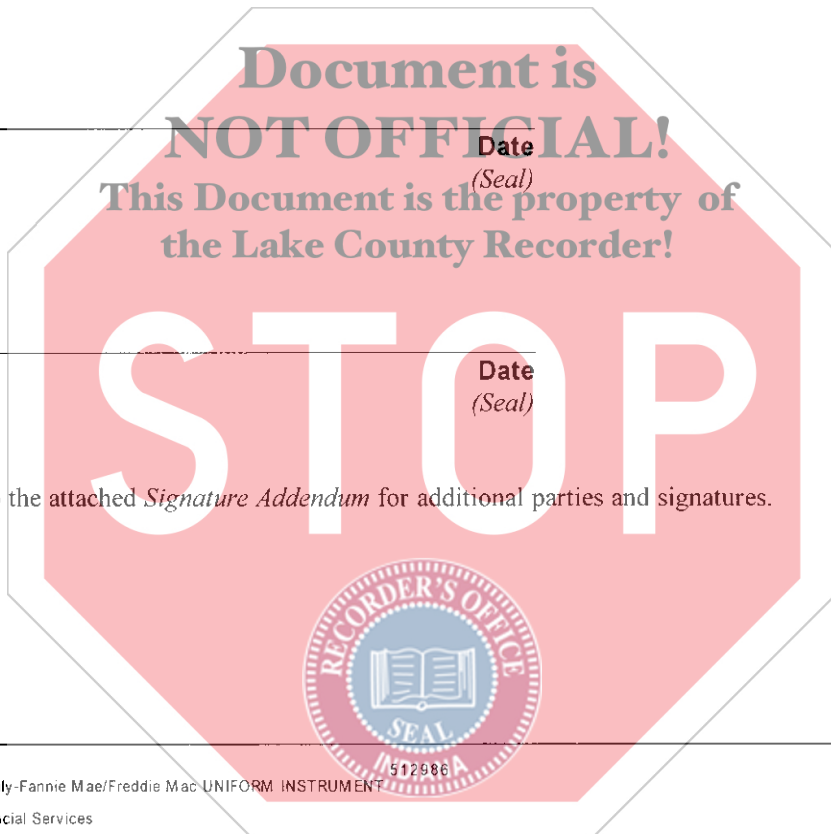 Document is
NOT OFFICIAL!
Date
(Seal)
This Document is the property of
the Lake County Recorder!
STOP
Date
(Seal)
the attached Signature Addendum for additional parties and signatures.
RECORDER'S OFFICE
SEAL
INDIANA
512986
ly-Fannie Mae/Freddie Mac UNIFORM INSTRUMENT
cial Services